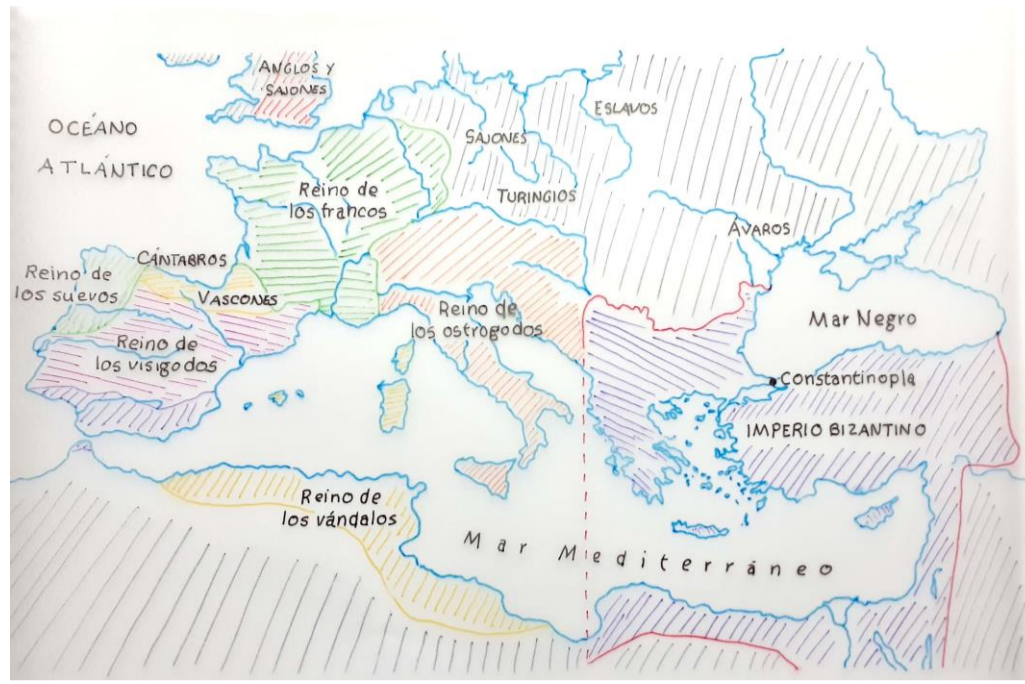 ANGLOS Y
SAJONES
OCÉANO
ATLÁNTICO
ESLAVOS
SAJONES
TURINGIOS
Reino de
los francos
ÁVAROS
CÁNTABROS
Reino de
los suevos
VASCONES
Reino de
los ostrogodos
Mar Negro
Reino de
los visigodos
Constantinopla
IMPERIO BIZANTINO
Reino de
los vándalos
Mar Mediterráneo